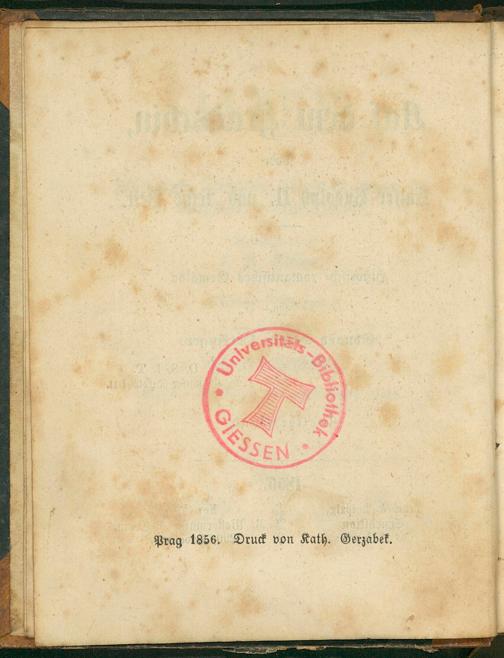 Universitäts-Bibliothek
GIESSEN
Prag 1856. Druck von Kath. Gerzabek.